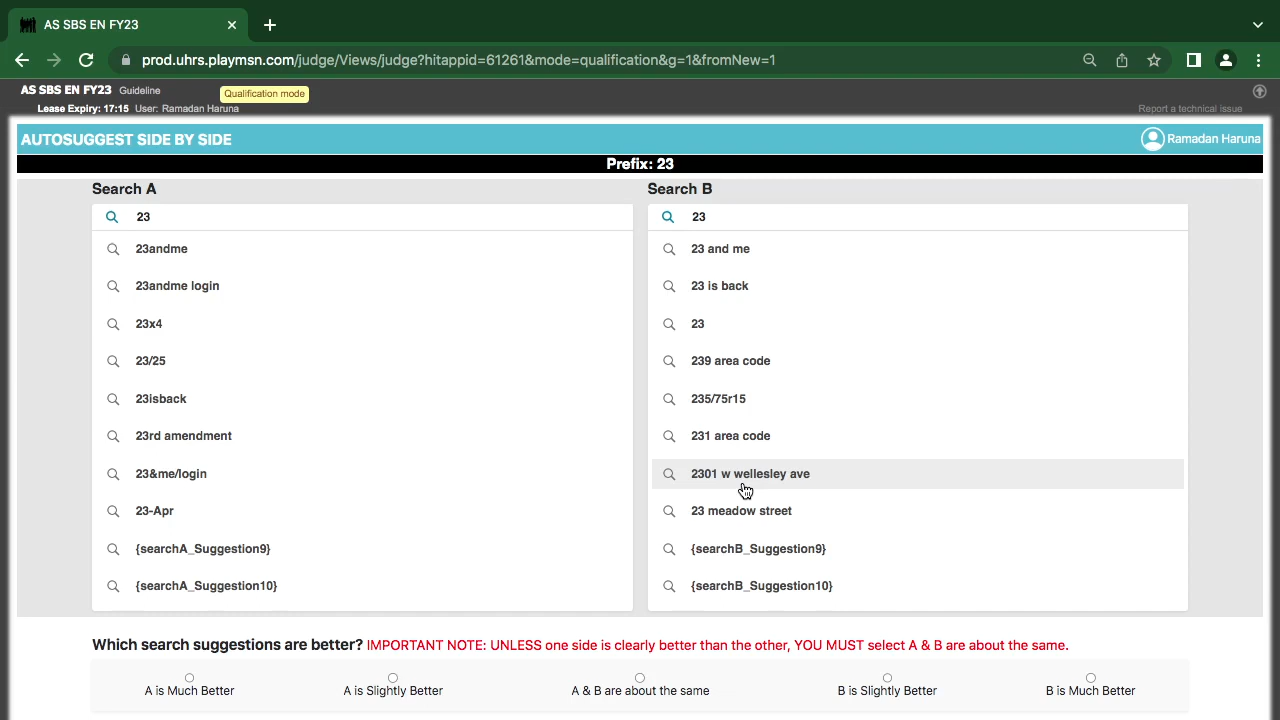 AS SBS EN FY23
prod.uhrs.playmsn.com/judge/Views/judge?hitappid=61261&mode=qualification&g=1&fromNew=1
AS SBS EN FY23 Guideline Qualification mode
Lease Expiry: 17:15 User: Ramadan Haruna Report a technical issue
AUTOSUGGEST SIDE BY SIDE Ramadan Haruna
Prefix: 23
Search A
23
23andme
23andme login
23x4
23/25
23isback
23rd amendment
23&me/login
23-Apr
{searchA_Suggestion9}
{searchA_Suggestion10}
Search B
23
23 and me
23 is back
23
239 area code
235/75r15
231 area code
2301 w wellesley ave
23 meadow street
{searchB_Suggestion9}
{searchB_Suggestion10}
Which search suggestions are better? IMPORTANT NOTE: UNLESS one side is clearly better than the other, YOU MUST select A & B are about the same.
A is Much Better A is Slightly Better A & B are about the same B is Slightly Better B is Much Better